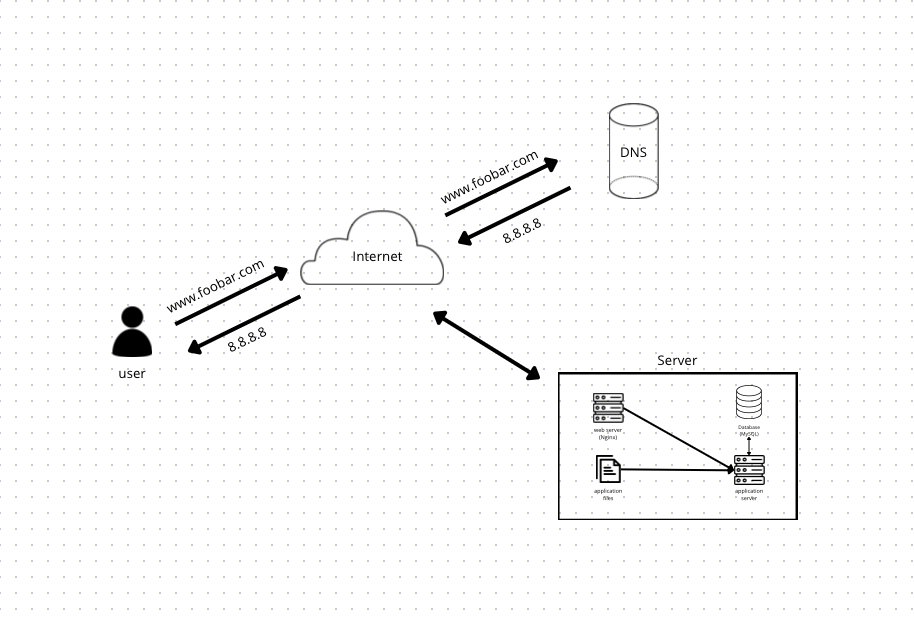 DNS
www.foobar.com
8.8.8.8
Internet
www.foobar.com
8.8.8.8
user
Server
web server
(Nginx)
Database
(MySQL)
application
files
application
server